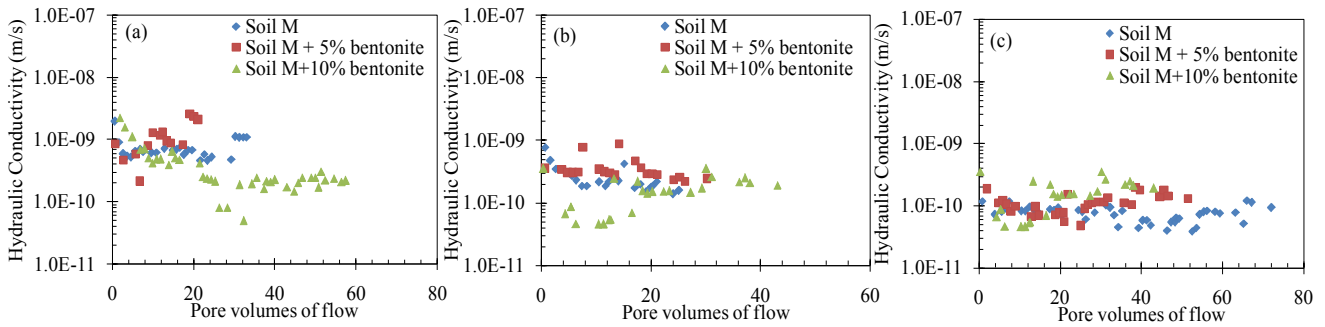 Hydraulic Conductivity (m/s)
1.0E-07
1.0E-08
1.0E-09
1.0E-10
1.0E-11
(a)
Soil M
Soil M + 5% bentonite
Soil M+10% bentonite
0 20 40 60 80
Pore volumes of flow
Hydraulic Conductivity (m/s)
1.0E-07
1.0E-08
1.0E-09
1.0E-10
1.0E-11
(b)
Soil M
Soil M + 5% bentonite
Soil M+10% bentonite
0 20 40 60
Pore volumes of flow
Hydraulic Conductivity (m/s)
1.0E-07
1.0E-08
1.0E-09
1.0E-10
1.0E-11
(c)
Soil M
Soil M + 5% bentonite
Soil M+10% bentonite
0 20 40 60 80
Pore volumes of flow